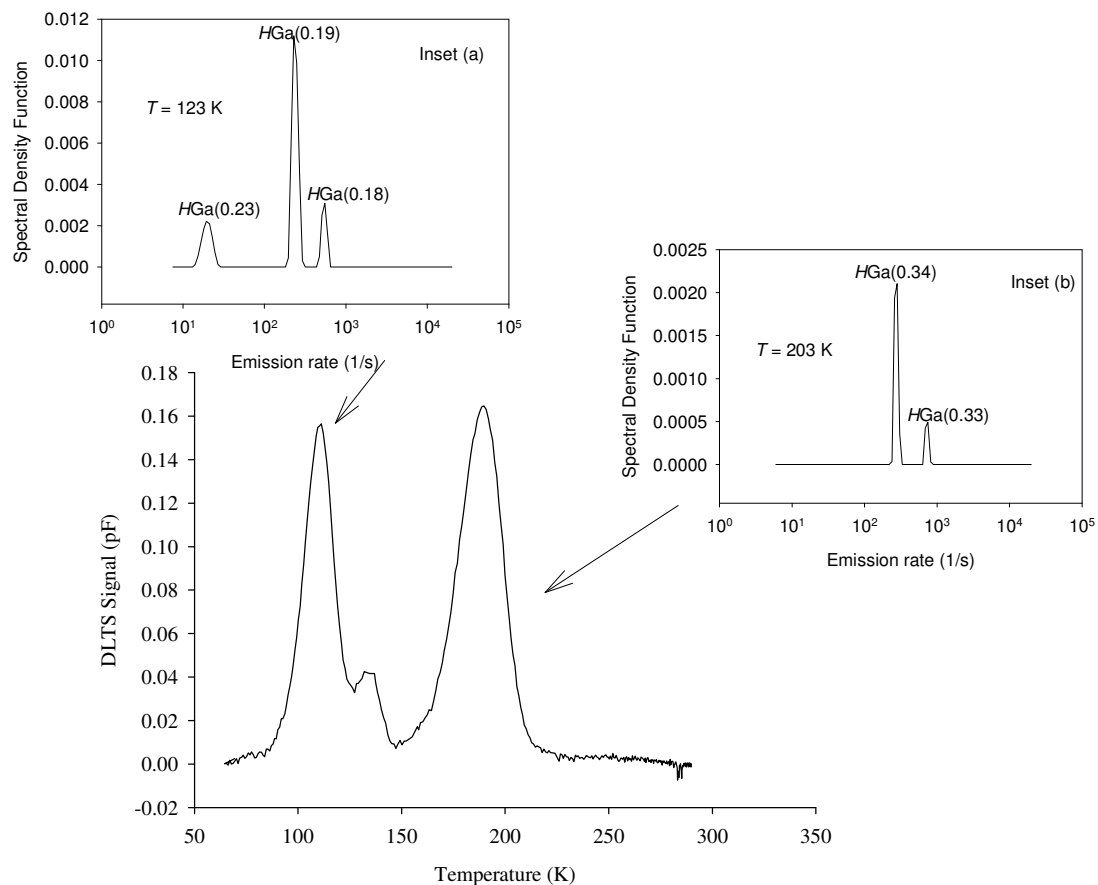 0.012
0.010
0.008
0.006
0.004
0.002
0.000
Spectral Density Function
HGa(0.19)
Inset (a)
T = 123 K
HGa(0.23)
HGa(0.18)
10⁰ 10¹ 10² 10³ 10⁴ 10⁵
Emission rate (1/s)
0.0025
0.0020
0.0015
0.0010
0.0005
0.0000
Spectral Density Function
HGa(0.34)
Inset (b)
T = 203 K
HGa(0.33)
10⁰ 10¹ 10² 10³ 10⁴ 10⁵
Emission rate (1/s)
0.18
0.16
0.14
0.12
0.10
0.08
0.06
0.04
0.02
0.00
-0.02
DLTS Signal (pF)
50 100 150 200 250 300 350
Temperature (K)